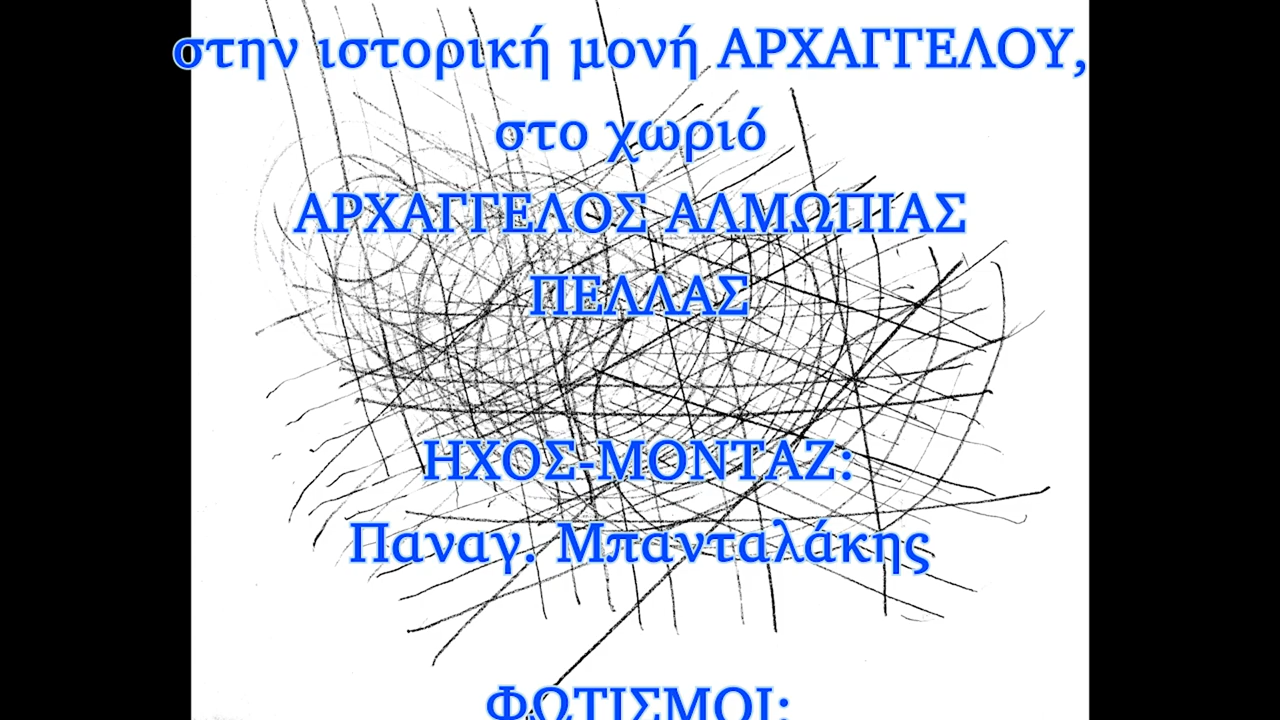 στην ιστορική μονή ΑΡΧΑΓΓΕΛΟΥ,
στο χωριό
ΑΡΧΑΓΓΕΛΟΣ ΑΛΜΩΠΙΑΣ
ΠΕΛΛΑΣ
ΗΧΟΣ-ΜΟΝΤΑΖ:
Παναγ. Μπανταλάκης
ΦΩΤΙΣΜΟΙ: